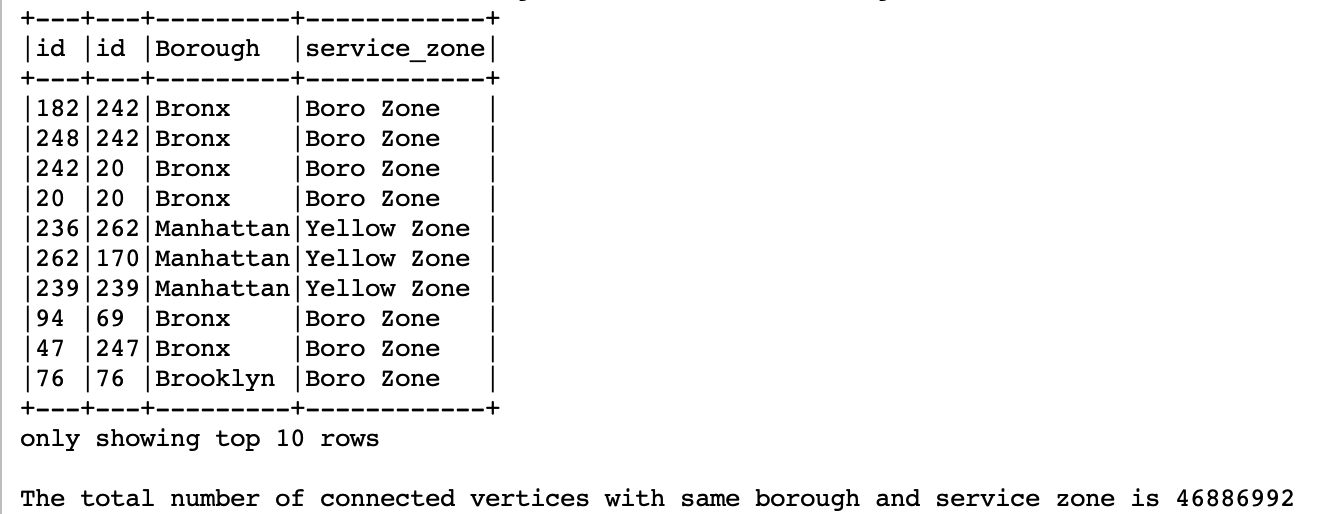 +---+---+---------+------------+
|id |id |Borough  |service_zone|
+---+---+---------+------------+
|182|242|Bronx    |Boro Zone   |
|248|242|Bronx    |Boro Zone   |
|242|20 |Bronx    |Boro Zone   |
|20 |20 |Bronx    |Boro Zone   |
|236|262|Manhattan|Yellow Zone |
|262|170|Manhattan|Yellow Zone |
|239|239|Manhattan|Yellow Zone |
|94 |69 |Bronx    |Boro Zone   |
|47 |247|Bronx    |Boro Zone   |
|76 |76 |Brooklyn |Boro Zone   |
+---+---+---------+------------+
only showing top 10 rows
The total number of connected vertices with same borough and service zone is 46886992